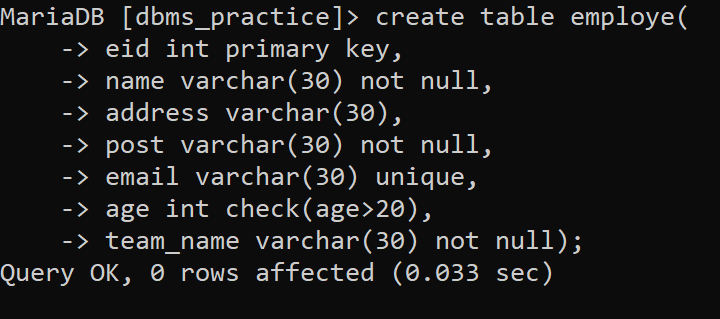 MariaDB [dbms_practice]> create table employe(
    -> eid int primary key,
    -> name varchar(30) not null,
    -> address varchar(30),
    -> post varchar(30) not null,
    -> email varchar(30) unique,
    -> age int check(age>20),
    -> team_name varchar(30) not null);
Query OK, 0 rows affected (0.033 sec)